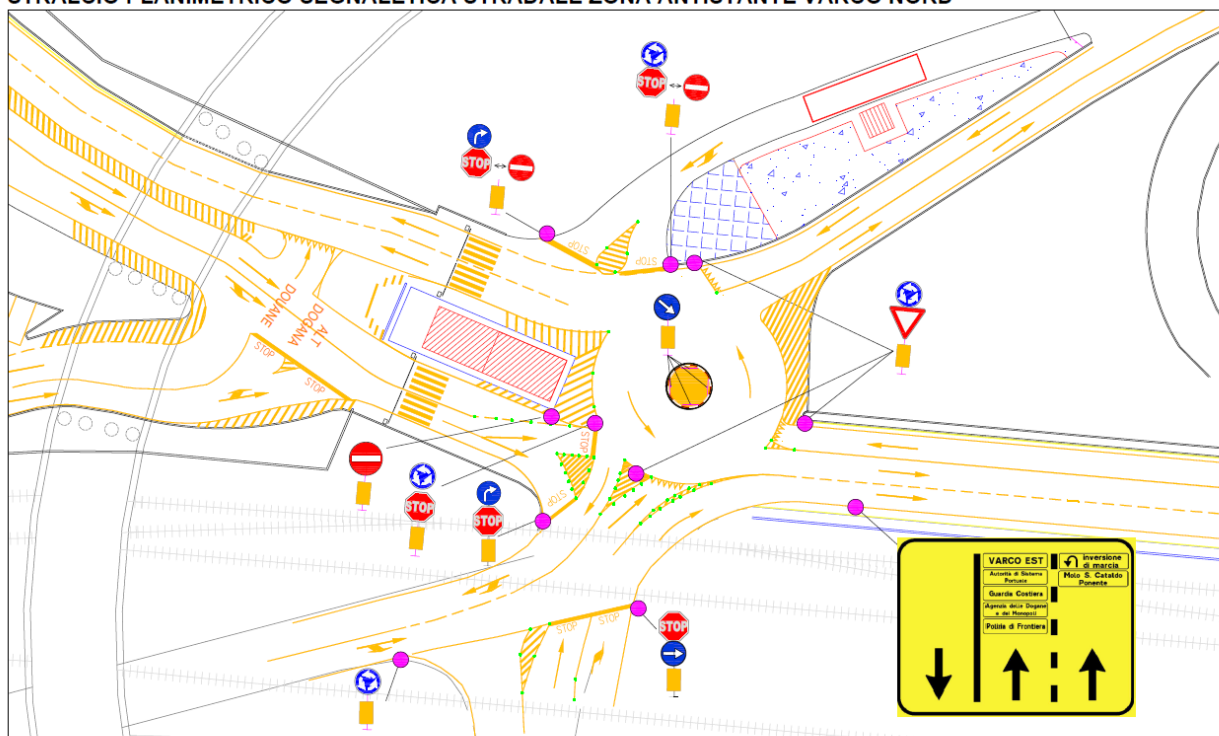 STRALCIO PLANIMETRICO SEGNALETICA STRADALE ZONA ANTISTANTE VARCO NORD
STOP
STOP
STOP
STOP
DOUANE
ALT
DOGANA
STOP
STOP
STOP
STOP
STOP
STOP
STOP
STOP
STOP
STOP
VARCO EST
Autorità di Sistema
Portuale
Guardia Costiera
Agenzia delle Dogane
e dei Monopoli
Polizia di Frontiera
inversione
di marcia
Molo S. Cataldo
Ponente